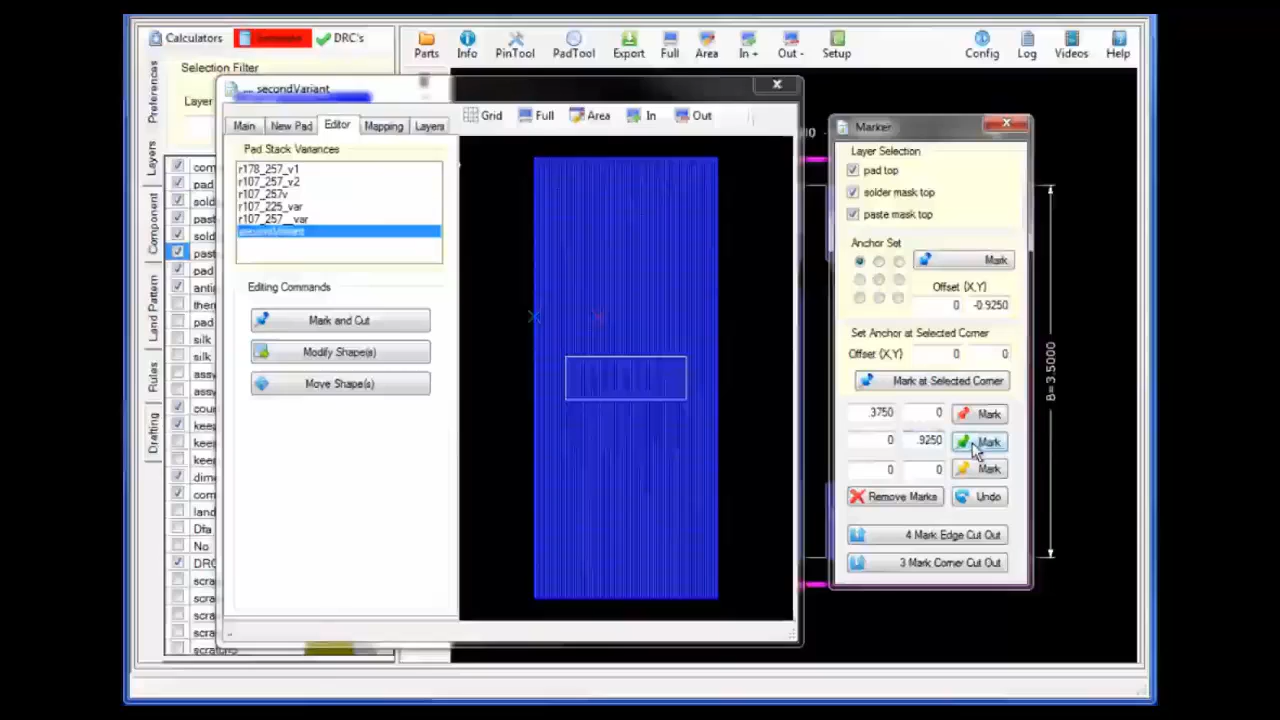 Calculators
DRC's
Parts
Info
PinTool
PadTool
Export
Full
Area
In +
Out -
Setup
Config
Log
Videos
Help
Preferences
Layers
Component
Land Pattern
Rules
Drafting
Selection Filter
Layer
com
pad
sold
past
sold
past
pad
anti
ther
pad
silk
silk
assy
assy
cour
keep
keep
keep
dime
com
land
Dfa
No
DRC
scra
scra
scra
scra
... secondVariant
Grid
Full
Area
In
Out
Main
New Pad
Editor
Mapping
Layers
Pad Stack Variances
r178_257_v1
r107_257_v2
r107_257v
r107_225_var
r107_257__var
secondVariant
Editing Commands
Mark and Cut
Modify Shape(s)
Move Shape(s)
Marker
Layer Selection
pad top
solder mask top
paste mask top
Anchor Set
Mark
Offset (X,Y)
0 -0.9250
Set Anchor at Selected Corner
Offset (X,Y) 0 0
Mark at Selected Corner
.3750 0 Mark
0 .9250 Mark
0 0 Mark
Remove Marks
Undo
4 Mark Edge Cut Out
3 Mark Corner Cut Out
B=3.5000